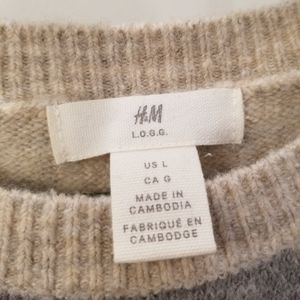 H&M
L.O.G.G.
US L
CA G
MADE IN
CAMBODIA
FABRIQUÉ EN
CAMBODGE